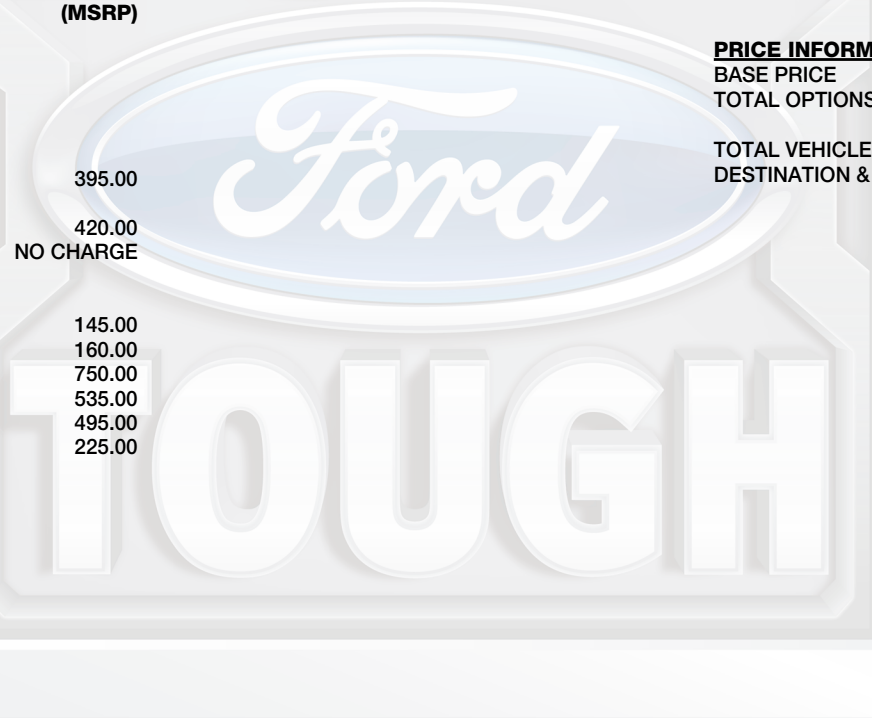 (MSRP)
395.00
420.00
NO CHARGE
145.00
160.00
750.00
535.00
495.00
225.00
PRICE INFORM
BASE PRICE
TOTAL OPTIONS
TOTAL VEHICLE
DESTINATION &
Ford
TOUGH